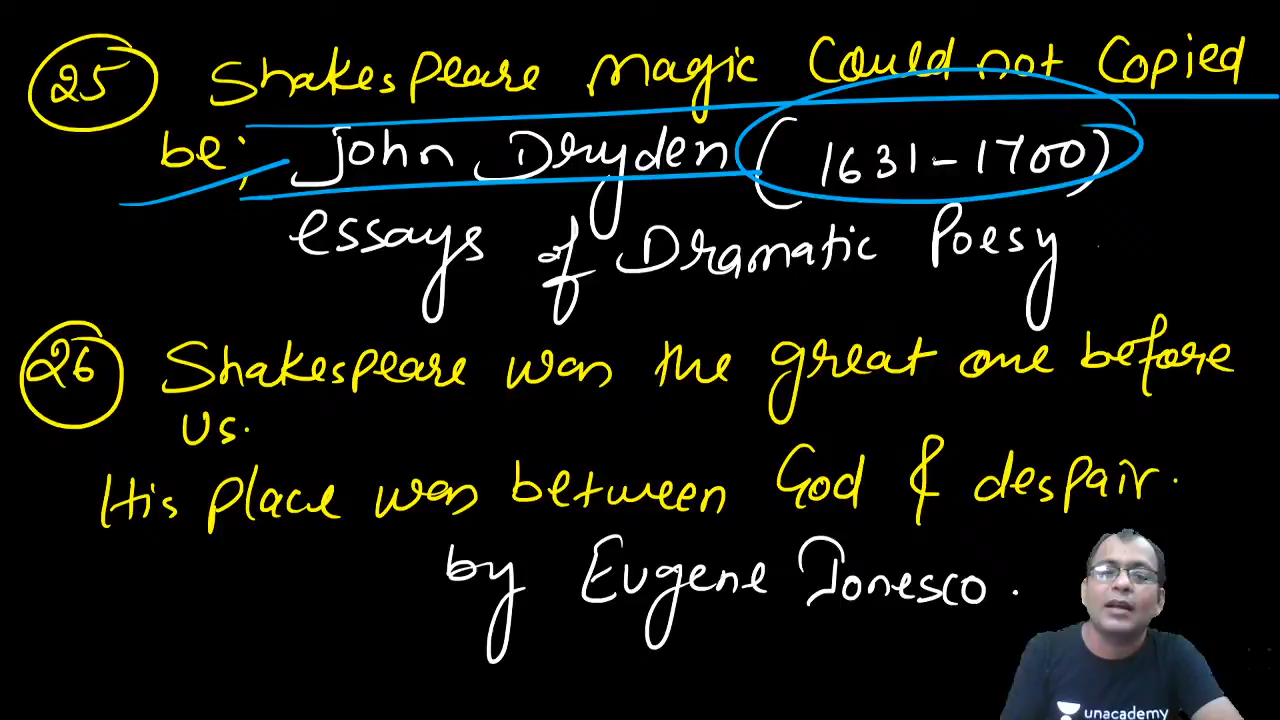 25 Shakespeare magic could not Copied
be; John Dryden (1631-1700)
essays of Dramatic Poesy
26 Shakespeare was the great one before
us.
His place was between God & despair.
by Eugene Ionesco.
unacademy